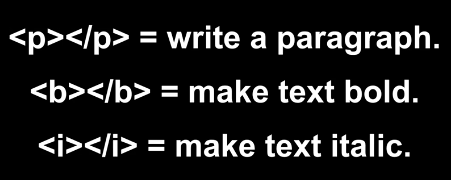 <p></p> = write a paragraph.
<b></b> = make text bold.
<i></i> = make text italic.